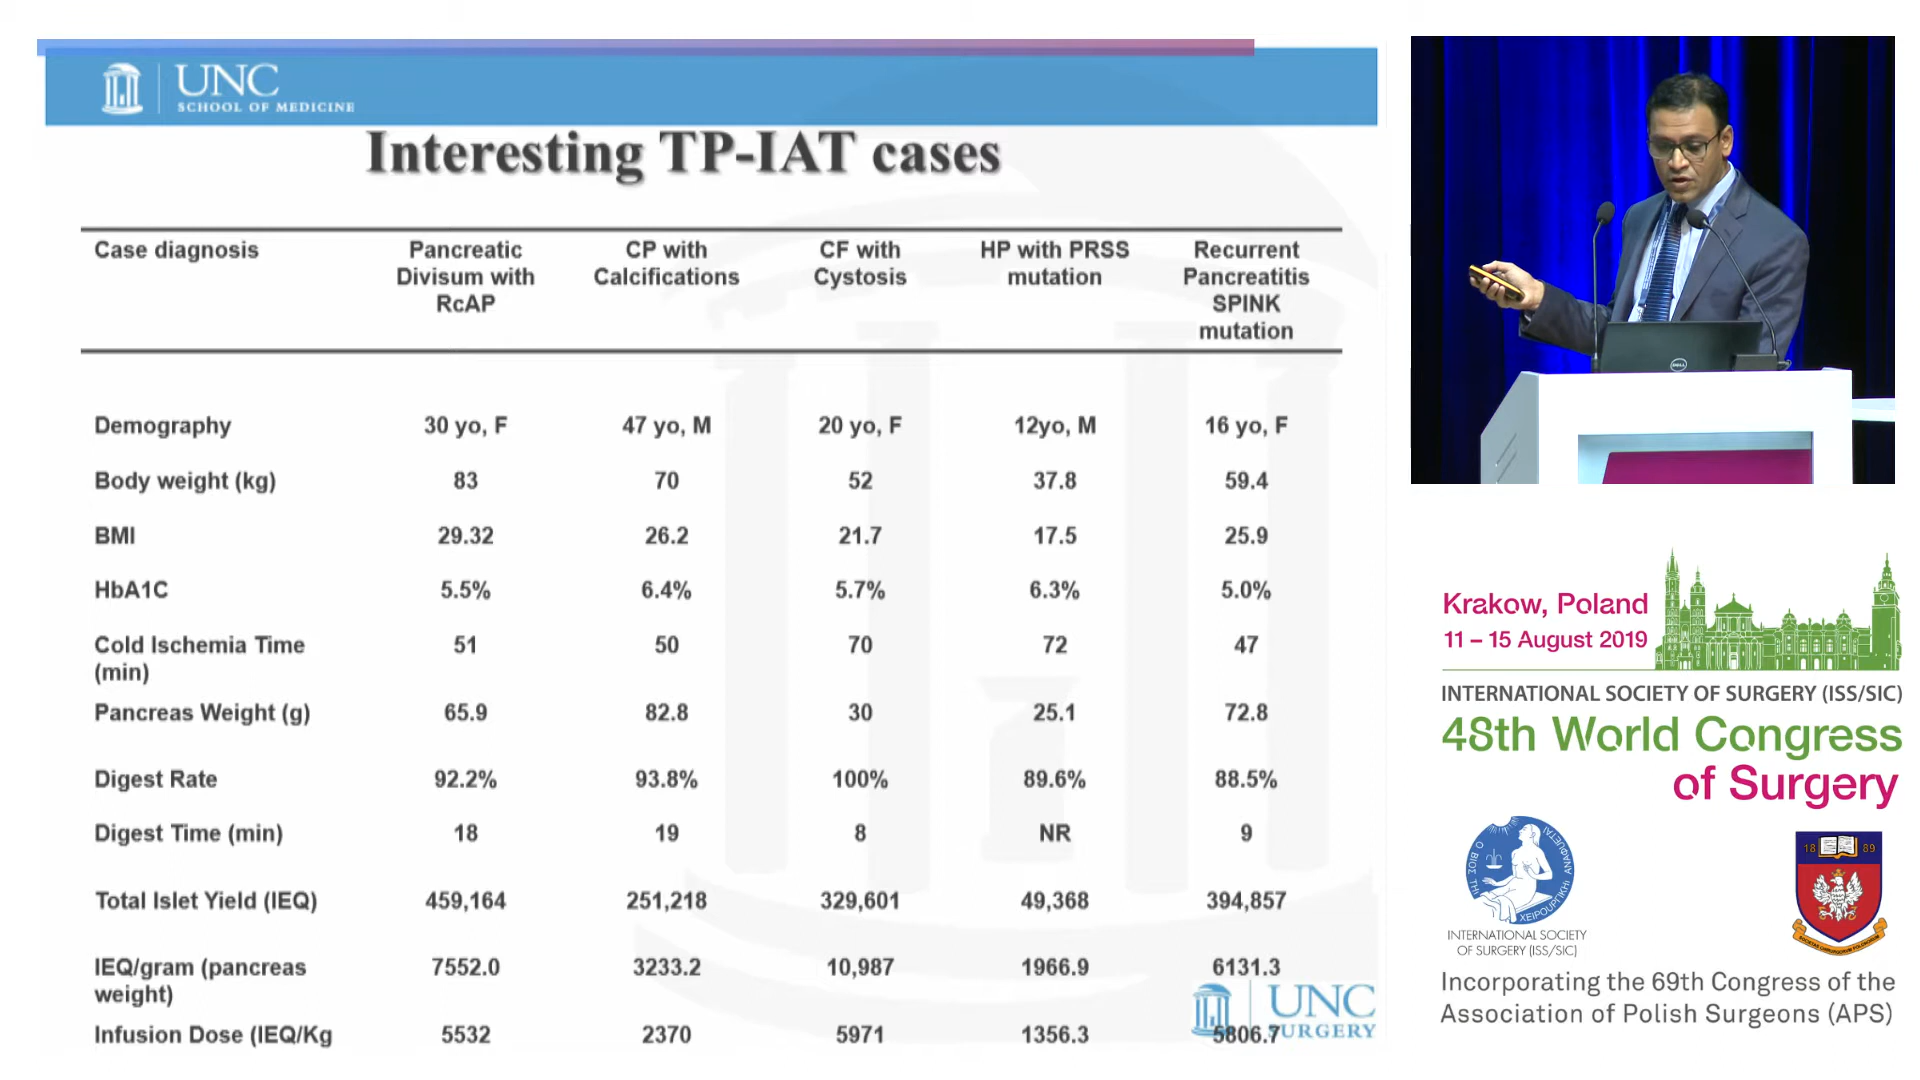 UNC
SCHOOL OF MEDICINE
Interesting TP-IAT cases
Case diagnosis
Pancreatic Divisum with RcAP
CP with Calcifications
CF with Cystosis
HP with PRSS mutation
Recurrent Pancreatitis SPINK mutation
Demography 30 yo, F 47 yo, M 20 yo, F 12yo, M 16 yo, F
Body weight (kg) 83 70 52 37.8 59.4
BMI 29.32 26.2 21.7 17.5 25.9
HbA1C 5.5% 6.4% 5.7% 6.3% 5.0%
Cold Ischemia Time (min) 51 50 70 72 47
Pancreas Weight (g) 65.9 82.8 30 25.1 72.8
Digest Rate 92.2% 93.8% 100% 89.6% 88.5%
Digest Time (min) 18 19 8 NR 9
Total Islet Yield (IEQ) 459,164 251,218 329,601 49,368 394,857
IEQ/gram (pancreas weight) 7552.0 3233.2 10,987 1966.9 6131.3
Infusion Dose (IEQ/Kg 5532 2370 5971 1356.3 5806.7
UNC
SURGERY
DELL
Krakow, Poland
11 – 15 August 2019
INTERNATIONAL SOCIETY OF SURGERY (ISS/SIC)
48th World Congress
of Surgery
Ο ΒΙΟΣ ΤΗΣ ΧΕΙΡΟΥΡΓΙΚΗΙ ΑΝΑΦΘΕΤΑΙ
INTERNATIONAL SOCIETY
OF SURGERY (ISS/SIC)
18 89
Incorporating the 69th Congress of the
Association of Polish Surgeons (APS)